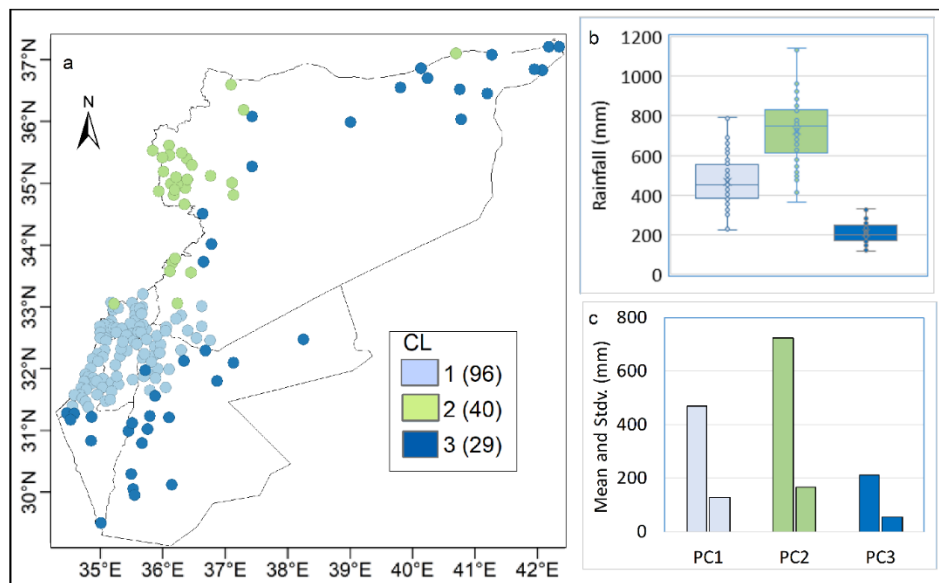 a
N
37°N
36°N
35°N
34°N
33°N
32°N
31°N
30°N
35°E 36°E 37°E 38°E 39°E 40°E 41°E 42°E
CL
1 (96)
2 (40)
3 (29)
b
Rainfall (mm)
1200
1000
800
600
400
200
0
c
Mean and Stdv. (mm)
800
600
400
200
0
PC1 PC2 PC3